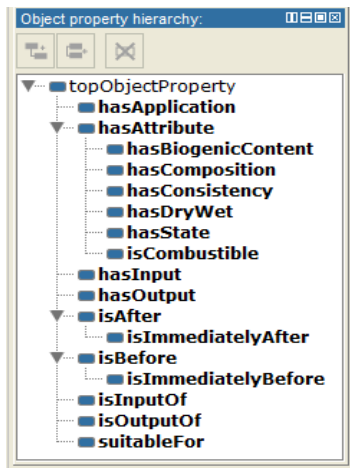 Object property hierarchy:
topObjectProperty
hasApplication
hasAttribute
hasBiogenicContent
hasComposition
hasConsistency
hasDryWet
hasState
isCombustible
hasInput
hasOutput
isAfter
isImmediatelyAfter
isBefore
isImmediatelyBefore
isInputOf
isOutputOf
suitableFor